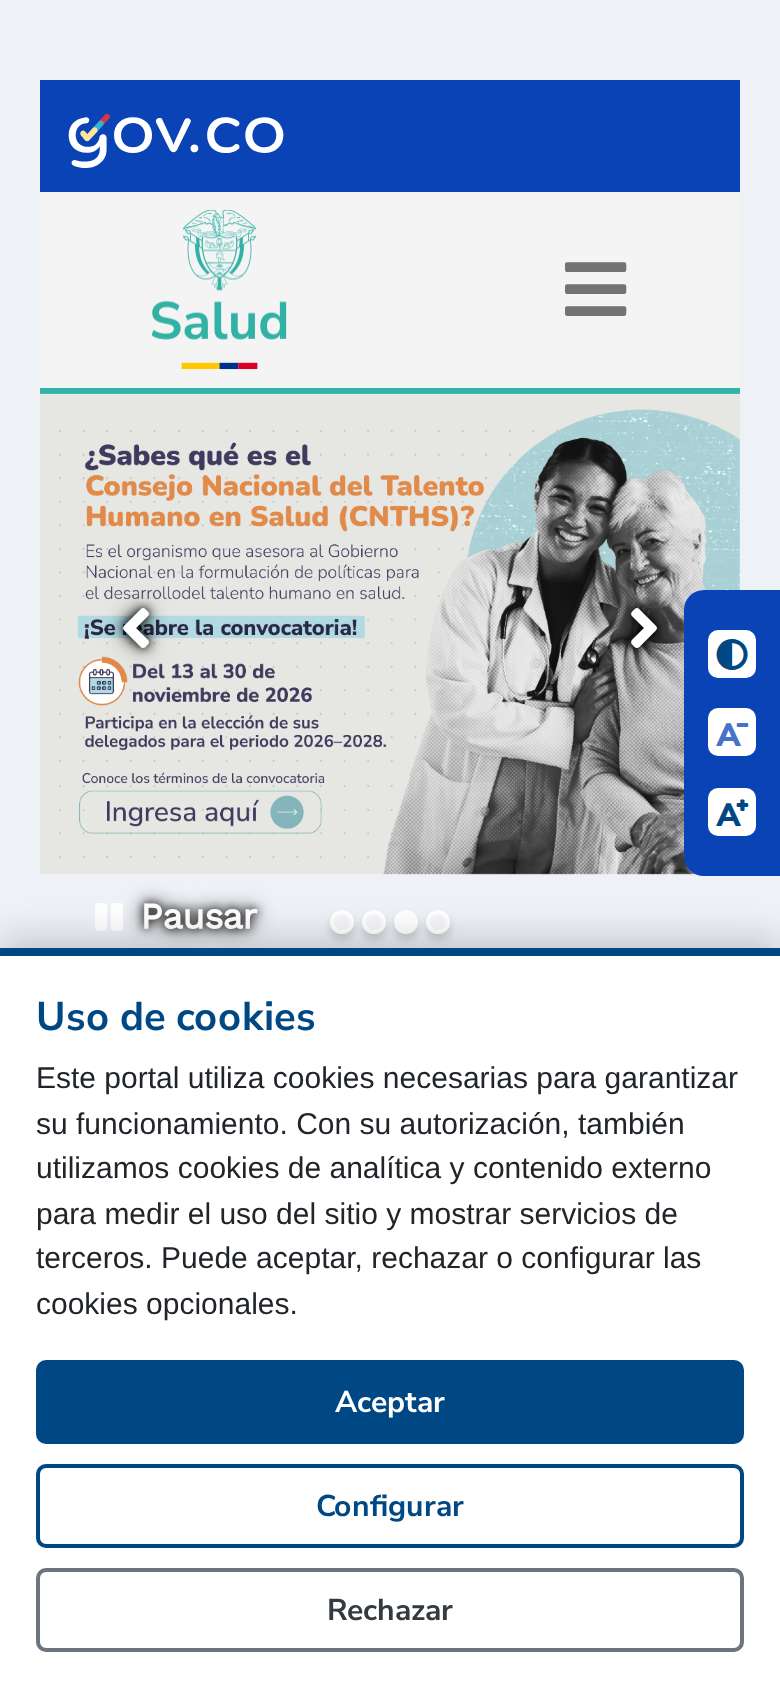 gov.co
Salud
¿Sabes qué es el
Consejo Nacional del Talento
Humano en Salud (CNTHS)?
Es el organismo que asesora al Gobierno
Nacional en la formulación de políticas para
el desarrollodel talento humano en salud.
¡Se abre la convocatoria!
Del 13 al 30 de
noviembre de 2026
Participa en la elección de sus
delegados para el periodo 2026–2028.
Conoce los términos de la convocatoria
Ingresa aquí
A-
A+
Pausar
Uso de cookies
Este portal utiliza cookies necesarias para garantizar
su funcionamiento. Con su autorización, también
utilizamos cookies de analítica y contenido externo
para medir el uso del sitio y mostrar servicios de
terceros. Puede aceptar, rechazar o configurar las
cookies opcionales.
Aceptar
Configurar
Rechazar